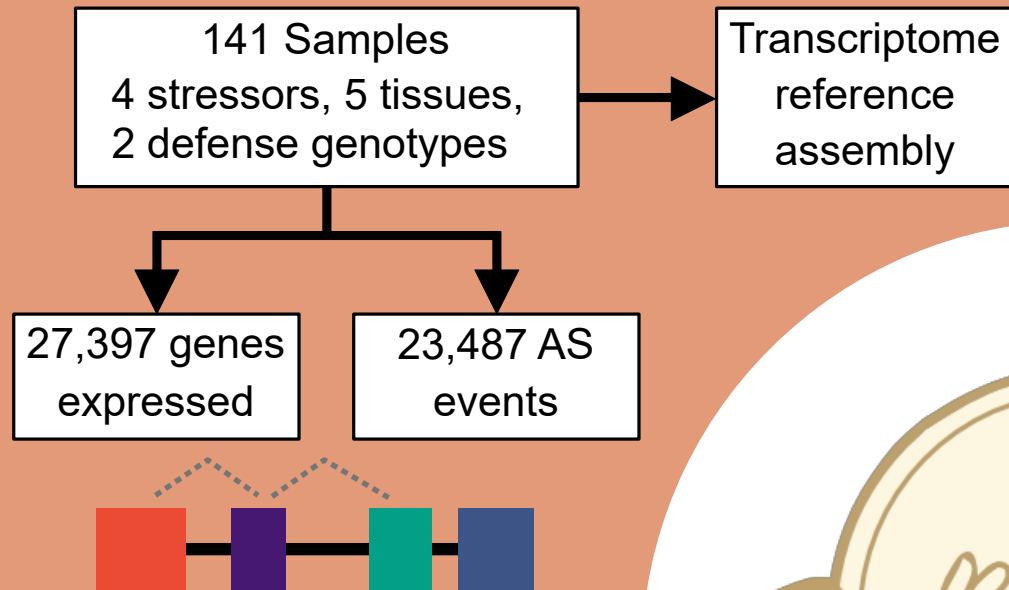 141 Samples
4 stressors, 5 tissues,
2 defense genotypes
Transcriptome
reference
assembly
27,397 genes
expressed
23,487 AS
events